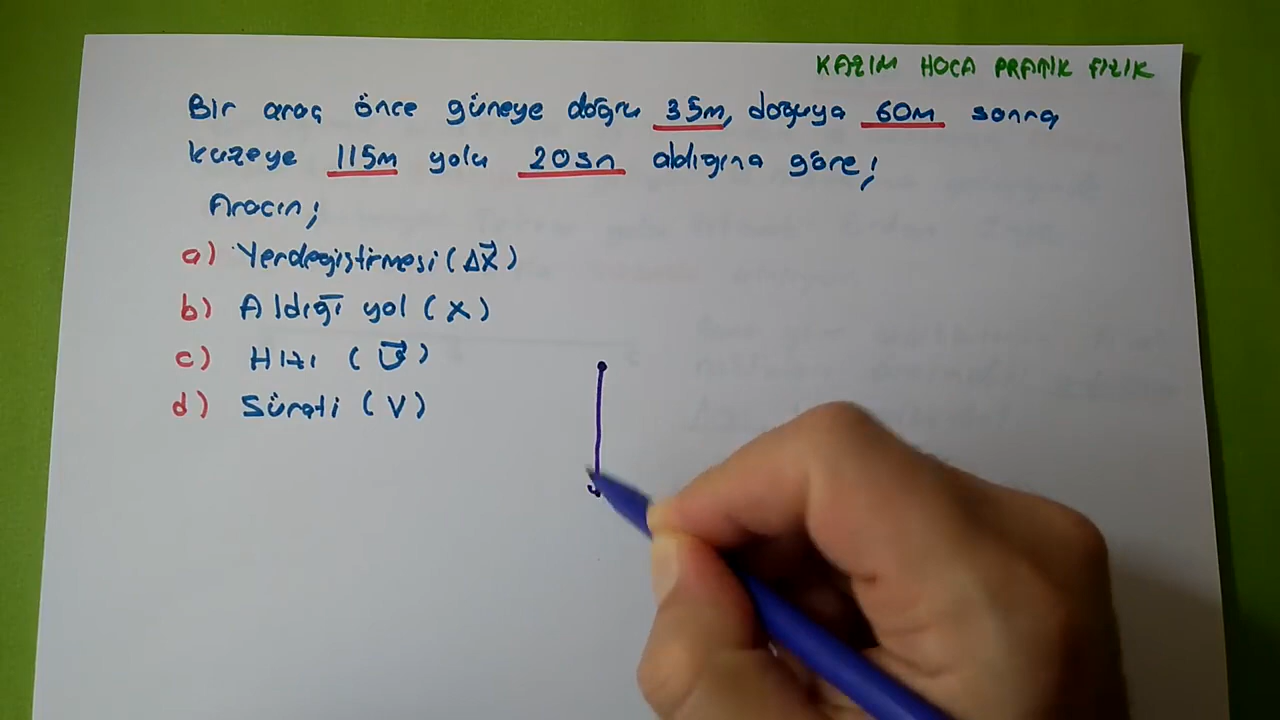 KAZIM HOCA PRATİK FİZİK
Bir araç önce güneye doğru 35m, doğuya 60m sonra
kuzeye 115m yolu 20sn aldığına göre;
Aracın;
a) Yerdeğiştirmesi (Δx⃗)
b) Aldığı yol (x)
c) Hızı (v⃗)
d) Sürati (v)